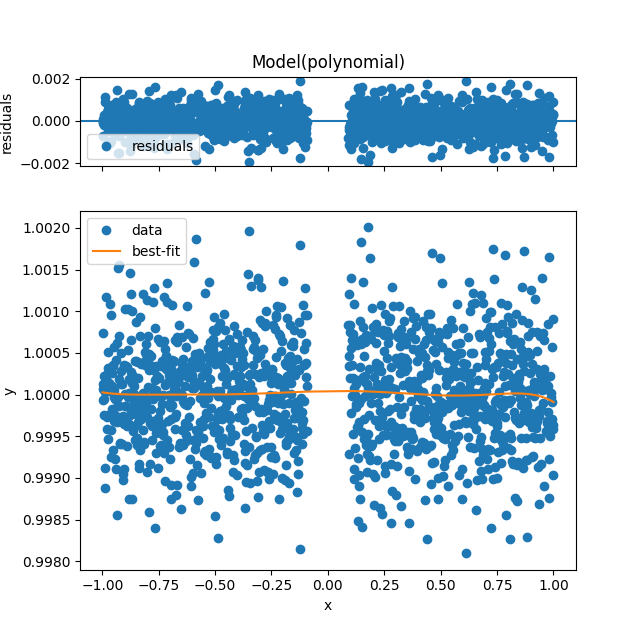 Model(polynomial)
0.002
0.000
−0.002
residuals
residuals
1.0020
1.0015
1.0010
1.0005
1.0000
0.9995
0.9990
0.9985
0.9980
y
data
best-fit
−1.00 −0.75 −0.50 −0.25 0.00 0.25 0.50 0.75 1.00
x